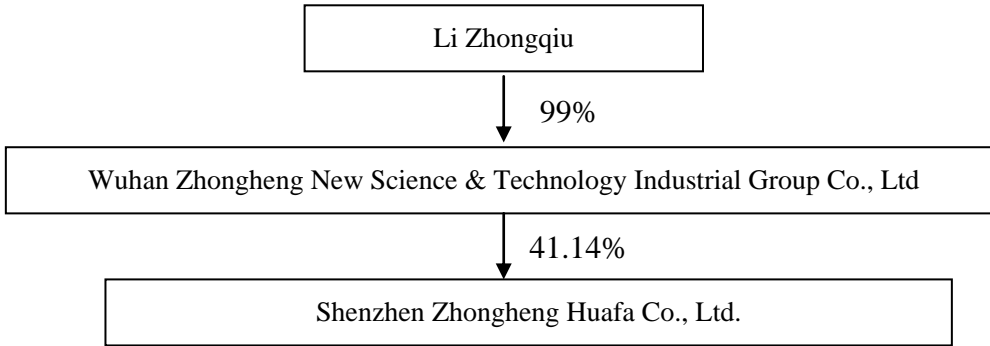 Li Zhongqiu
99%
Wuhan Zhongheng New Science & Technology Industrial Group Co., Ltd
41.14%
Shenzhen Zhongheng Huafa Co., Ltd.